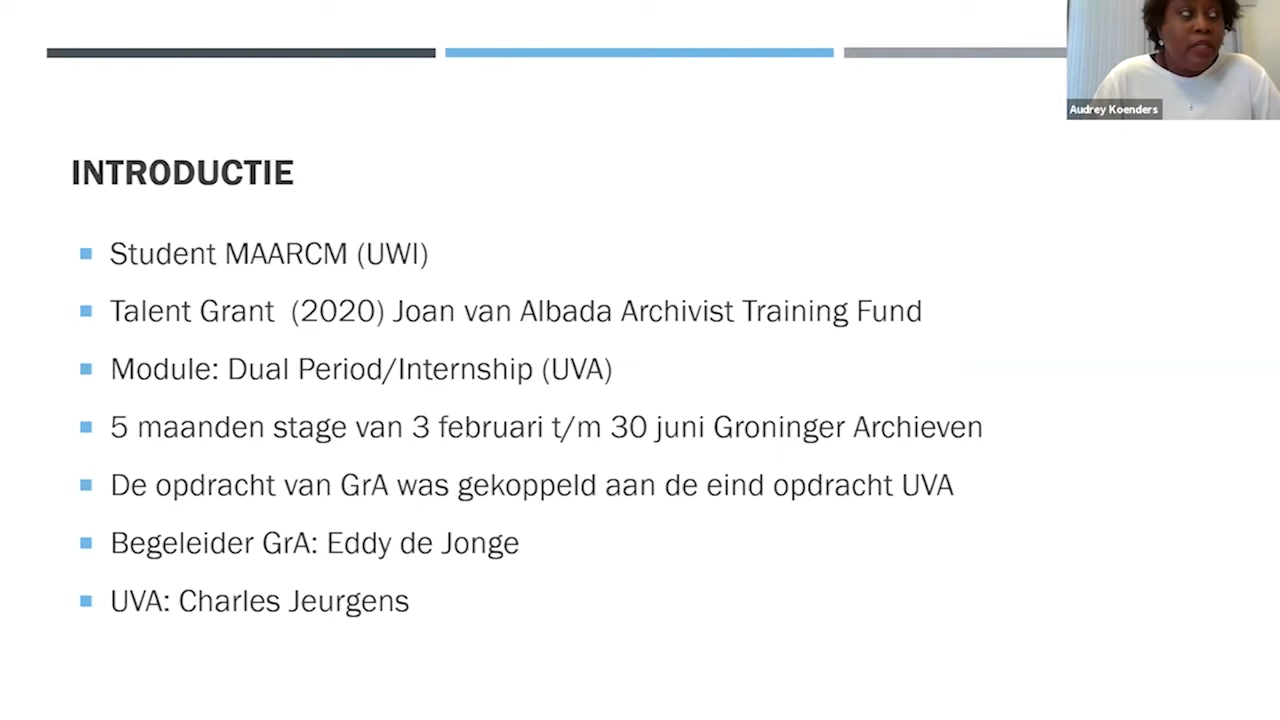 Audrey Koenders
INTRODUCTIE
Student MAARCM (UWI)
Talent Grant (2020) Joan van Albada Archivist Training Fund
Module: Dual Period/Internship (UVA)
5 maanden stage van 3 februari t/m 30 juni Groninger Archieven
De opdracht van GrA was gekoppeld aan de eind opdracht UVA
Begeleider GrA: Eddy de Jonge
UVA: Charles Jeurgens